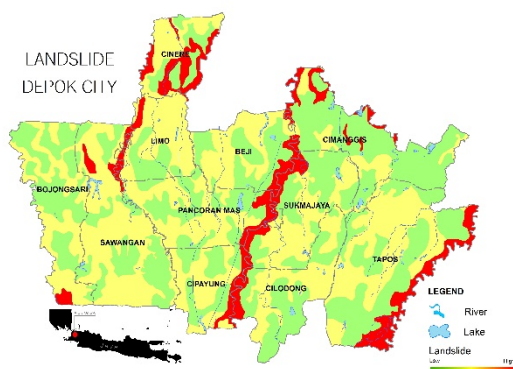 LANDSLIDE
DEPOK CITY
CINERE
LIMO
BEJI
CIMANGGIS
BOJONGSARI
PANCORAN MAS
SUKMAJAYA
SAWANGAN
TAPOS
CIPAYUNG
CILODONG
LEGEND
River
Lake
Landslide
Low